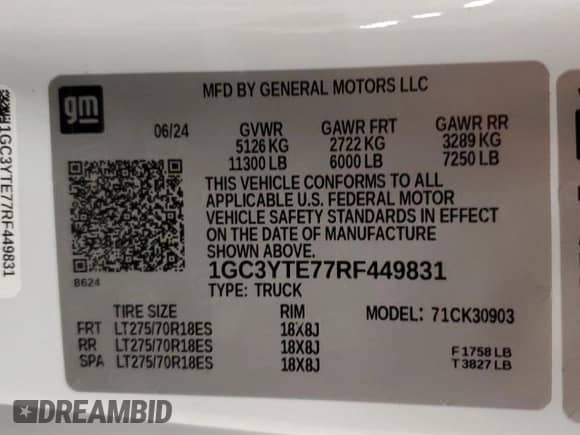 gm
MFD BY GENERAL MOTORS LLC
06/24 GVWR GAWR FRT GAWR RR
5126 KG 2722 KG 3289 KG
11300 LB 6000 LB 7250 LB
THIS VEHICLE CONFORMS TO ALL
APPLICABLE U.S. FEDERAL MOTOR
VEHICLE SAFETY STANDARDS IN EFFECT
ON THE DATE OF MANUFACTURE
SHOWN ABOVE.
8624
1GC3YTE77RF449831
TYPE: TRUCK
TIRE SIZE RIM MODEL: 71CK30903
FRT LT275/70R18ES 18X8J
RR LT275/70R18ES 18X8J F 1758 LB
SPA LT275/70R18ES 18X8J T 3827 LB
1GC3YTE77RF449831
DREAMBID